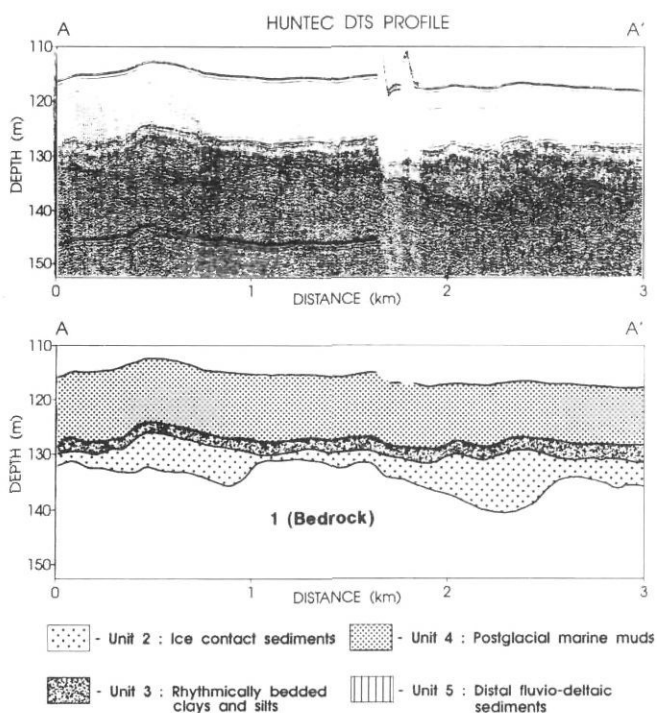 HUNTEC DTS PROFILE
A A'
110
120
130
140
150
DEPTH (m)
0 1 2 3
DISTANCE (km)
A A'
110
120
130
140
150
DEPTH (m)
1 (Bedrock)
0 1 2 3
DISTANCE (km)
- Unit 2 : Ice contact sediments
- Unit 4 : Postglacial marine muds
- Unit 3 : Rhythmically bedded
clays and silts
- Unit 5 : Distal fluvio-deltaic
sediments